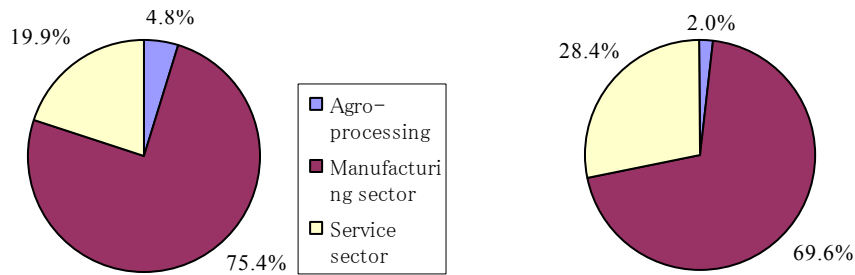 4.8%
19.9%
75.4%
Agro-
processing
Manufacturi
ng sector
Service
sector
2.0%
28.4%
69.6%